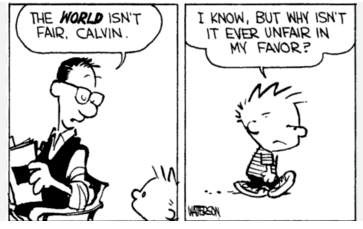 THE WORLD ISN'T
FAIR, CALVIN.
I KNOW, BUT WHY ISN'T
IT EVER UNFAIR IN
MY FAVOR?
WATERSON